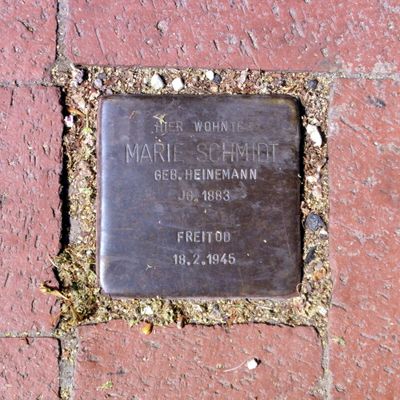 HIER WOHNTE
MARIE SCHMIDT
GEB. HEINEMANN
JG. 1883
FREITOD
18.2.1945